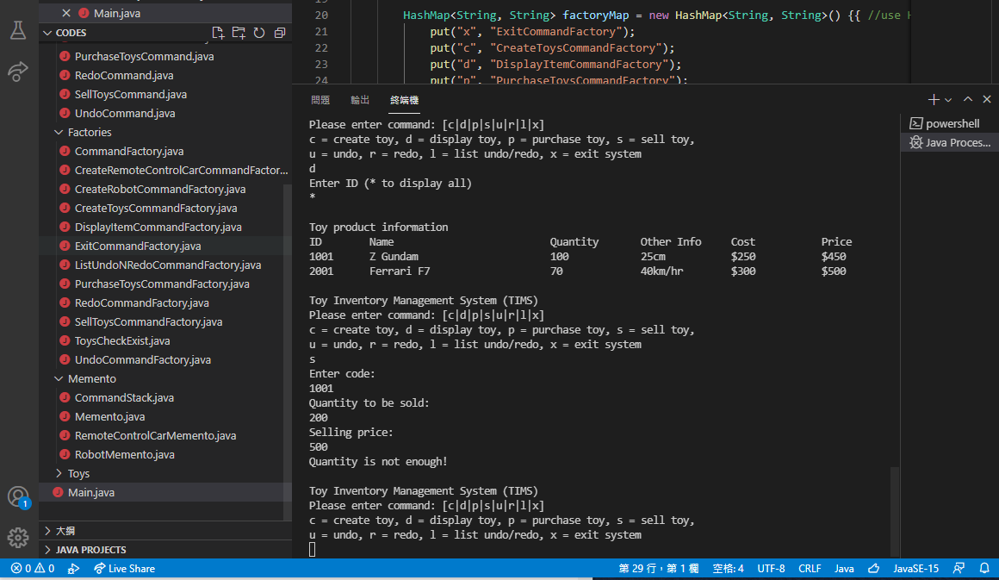 Main.java
CODES
PurchaseToysCommand.java
RedoCommand.java
SellToysCommand.java
UndoCommand.java
Factories
CommandFactory.java
CreateRemoteControlCarCommandFactor...
CreateRobotCommandFactory.java
CreateToysCommandFactory.java
DisplayItemCommandFactory.java
ExitCommandFactory.java
ListUndoNRedoCommandFactory.java
PurchaseToysCommandFactory.java
RedoCommandFactory.java
SellToysCommandFactory.java
ToysCheckExist.java
UndoCommandFactory.java
Memento
CommandStack.java
Memento.java
RemoteControlCarMemento.java
RobotMemento.java
Toys
Main.java
大綱
JAVA PROJECTS
20 HashMap<String, String> factoryMap = new HashMap<String, String>() {{ //use
21 put("x", "ExitCommandFactory");
22 put("c", "CreateToysCommandFactory");
23 put("d", "DisplayItemCommandFactory");
24 put("p", "PurchaseToysCommandFactory");
問題 輸出 終端機
powershell
Java Proces...
Please enter command: [c|d|p|s|u|r|l|x]
c = create toy, d = display toy, p = purchase toy, s = sell toy,
u = undo, r = redo, l = list undo/redo, x = exit system
d
Enter ID (* to display all)
*
Toy product information
ID Name Quantity Other Info Cost Price
1001 Z Gundam 100 25cm $250 $450
2001 Ferrari F7 70 40km/hr $300 $500
Toy Inventory Management System (TIMS)
Please enter command: [c|d|p|s|u|r|l|x]
c = create toy, d = display toy, p = purchase toy, s = sell toy,
u = undo, r = redo, l = list undo/redo, x = exit system
s
Enter code:
1001
Quantity to be sold:
200
Selling price:
500
Quantity is not enough!
Toy Inventory Management System (TIMS)
Please enter command: [c|d|p|s|u|r|l|x]
c = create toy, d = display toy, p = purchase toy, s = sell toy,
u = undo, r = redo, l = list undo/redo, x = exit system
1
0 0 Live Share 第 29 行，第 1 欄 空格: 4 UTF-8 CRLF Java JavaSE-15